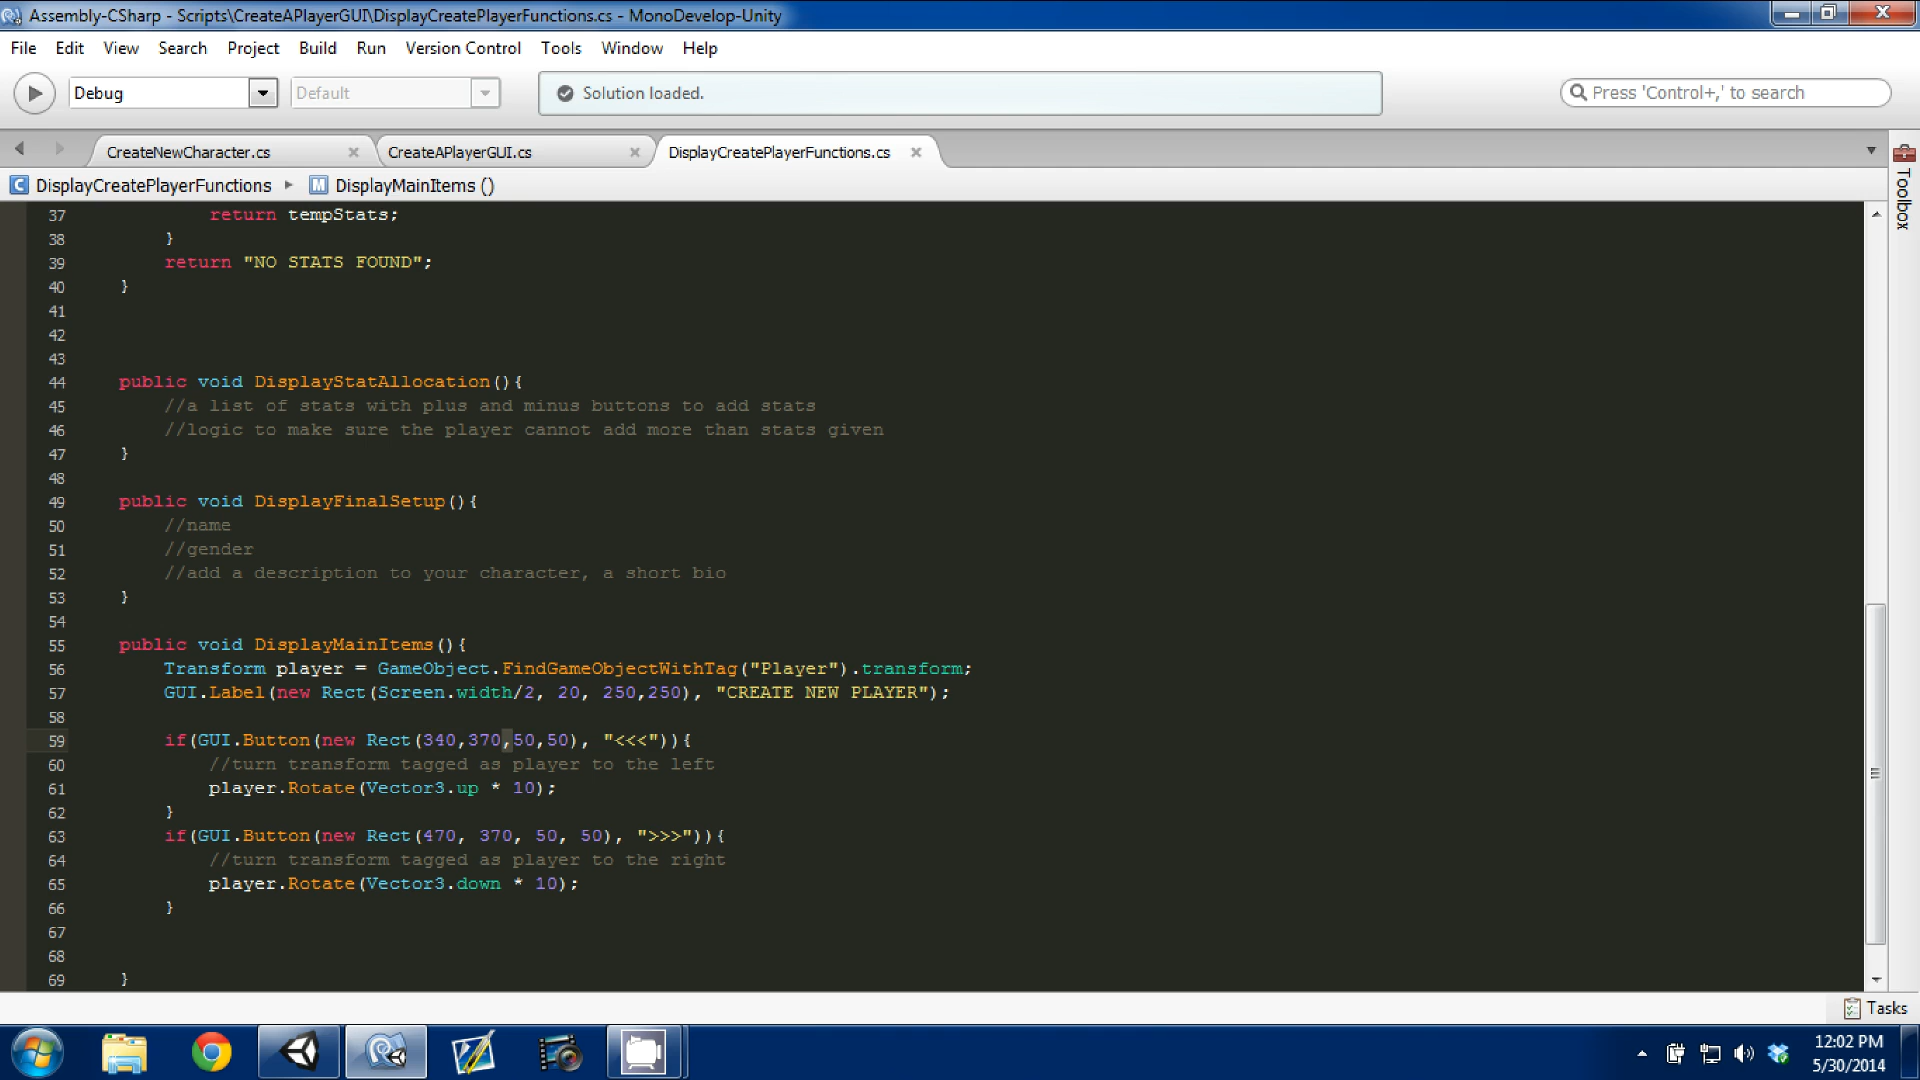 Assembly-CSharp - Scripts\CreateAPlayerGUI\DisplayCreatePlayerFunctions.cs - MonoDevelop-Unity
File Edit View Search Project Build Run Version Control Tools Window Help
Debug Default Solution loaded. Press 'Control+,' to search
CreateNewCharacter.cs CreateAPlayerGUI.cs DisplayCreatePlayerFunctions.cs
C DisplayCreatePlayerFunctions M DisplayMainItems ()
Toolbox
37 return tempStats;
38 }
39 return "NO STATS FOUND";
40 }
41
42
43
44 public void DisplayStatAllocation(){
45 //a list of stats with plus and minus buttons to add stats
46 //logic to make sure the player cannot add more than stats given
47 }
48
49 public void DisplayFinalSetup(){
50 //name
51 //gender
52 //add a description to your character, a short bio
53 }
54
55 public void DisplayMainItems(){
56 Transform player = GameObject.FindGameObjectWithTag("Player").transform;
57 GUI.Label(new Rect(Screen.width/2, 20, 250,250), "CREATE NEW PLAYER");
58
59 if(GUI.Button(new Rect(340,370,50,50), "<<<")){
60 //turn transform tagged as player to the left
61 player.Rotate(Vector3.up * 10);
62 }
63 if(GUI.Button(new Rect(470, 370, 50, 50), ">>>")){
64 //turn transform tagged as player to the right
65 player.Rotate(Vector3.down * 10);
66 }
67
68
69 }
Tasks
12:02 PM
5/30/2014